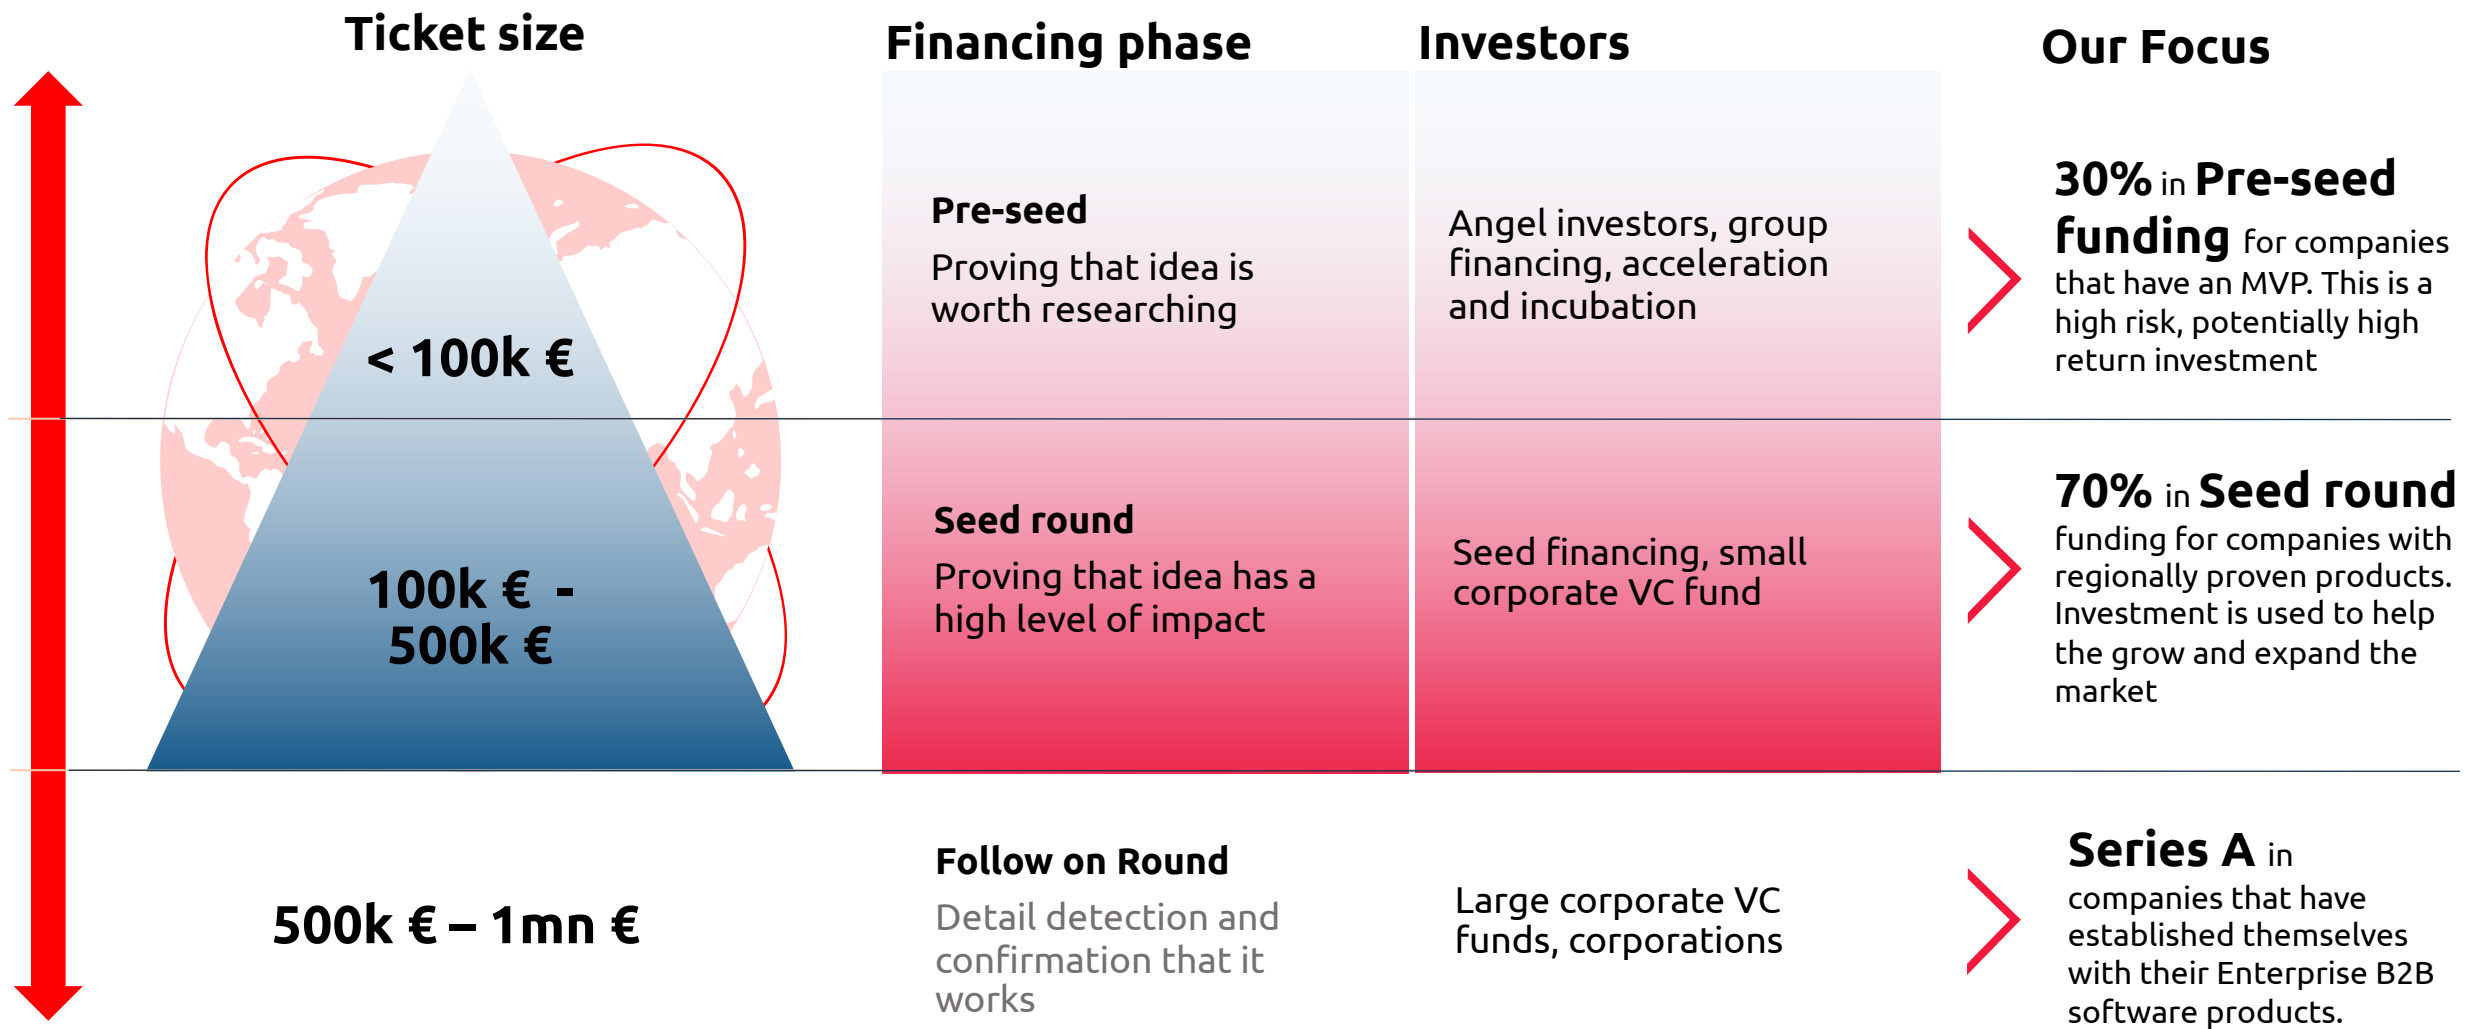 Ticket size
Financing phase
Investors
Our Focus
< 100k €
Pre-seed
Proving that idea is
worth researching
Angel investors, group
financing, acceleration
and incubation
30% in Pre-seed
funding for companies
that have an MVP. This is a
high risk, potentially high
return investment
100k € -
500k €
Seed round
Proving that idea has a
high level of impact
Seed financing, small
corporate VC fund
70% in Seed round
funding for companies with
regionally proven products.
Investment is used to help
the grow and expand the
market
500k € – 1mn €
Follow on Round
Detail detection and
confirmation that it
works
Large corporate VC
funds, corporations
Series A in
companies that have
established themselves
with their Enterprise B2B
software products.